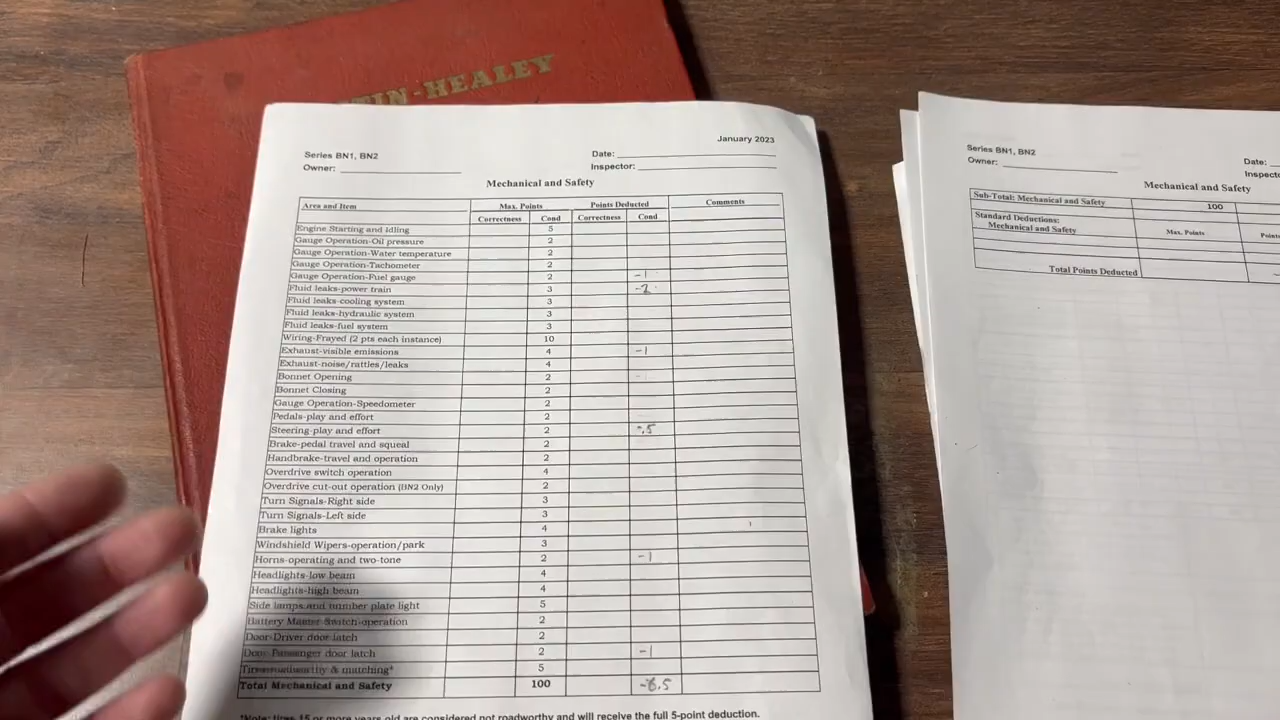 TIN-HEALEY
January 2023
Series BN1, BN2 Date:
Owner: Inspector:
Mechanical and Safety
Area and Item Max. Points Points Deducted Comments
Correctness Cond Correctness Cond
Engine Starting and Idling 5
Gauge Operation-Oil pressure 2
Gauge Operation-Water temperature 2
Gauge Operation-Tachometer 2
Gauge Operation-Fuel gauge 2 -1
Fluid leaks-power train 3 -2
Fluid leaks-cooling system 3
Fluid leaks-hydraulic system 3
Fluid leaks-fuel system 3
Wiring-Frayed (2 pts each instance) 10
Exhaust-visible emissions 4 -1
Exhaust-noise/rattles/leaks 4
Bonnet Opening 2
Bonnet Closing 2
Gauge Operation-Speedometer 2
Pedals-play and effort 2
Steering-play and effort 2 -.5
Brake-pedal travel and squeal 2
Handbrake-travel and operation 2
Overdrive switch operation 4
Overdrive cut-out operation (BN2 Only) 2
Turn Signals-Right side 3
Turn Signals-Left side 3
Brake lights 4
Windshield Wipers-operation/park 3
Horns-operating and two-tone 2 -1
Headlights-low beam 4
Headlights-high beam 4
Side lamps and number plate light 5
Battery Master Switch-operation 2
Door-Driver door latch 2
Door-Passenger door latch 2 -1
& matching* 5
Total Mechanical and Safety 100 -6.5
*Note: tires 15 or more years old are considered not roadworthy and will receive the full 5-point deduction.
Series BN1, BN2 Date:
Owner: Inspec
Mechanical and Safety
Sub-Total: Mechanical and Safety 100
Standard Deductions: Max. Points Points
Mechanical and Safety
Total Points Deducted